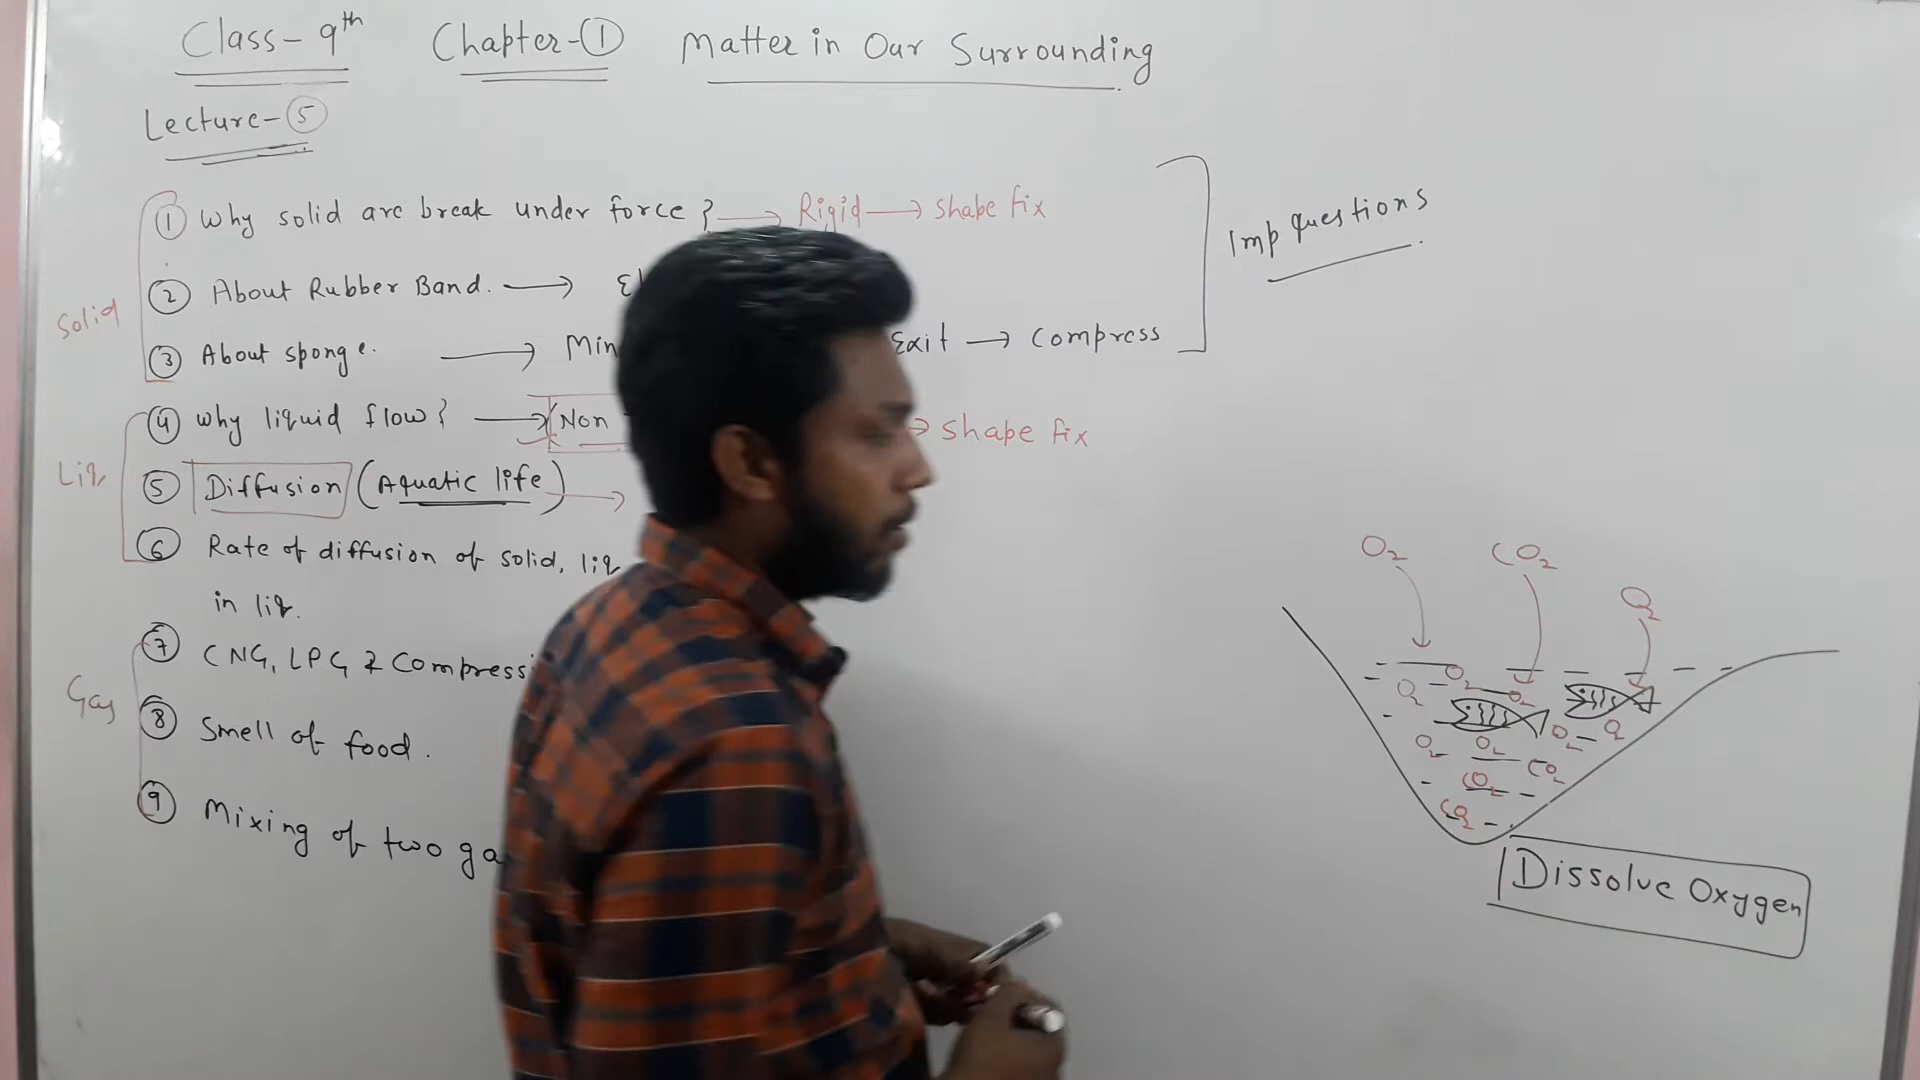 Class-9th Chapter-① Matter in Our Surrounding
Lecture-⑤
① Why solid are break under force? → Rigid → Shape fix
② About Rubber Band. →
③ About sponge. → Min Exit → Compress
Imp questions
Solid
④ why liquid flow? → Non → Shape fix
⑤ Diffusion (Aquatic life) →
⑥ Rate of diffusion of solid, liq
in liq.
Liq
⑦ CNG, LPG & Compressi
⑧ Smell of food.
⑨ Mixing of two ga
Gas
O2 CO2 O2
O2 O2 O2
O2 O2
O2 O2 CO2
CO2
CO2
Dissolve Oxygen